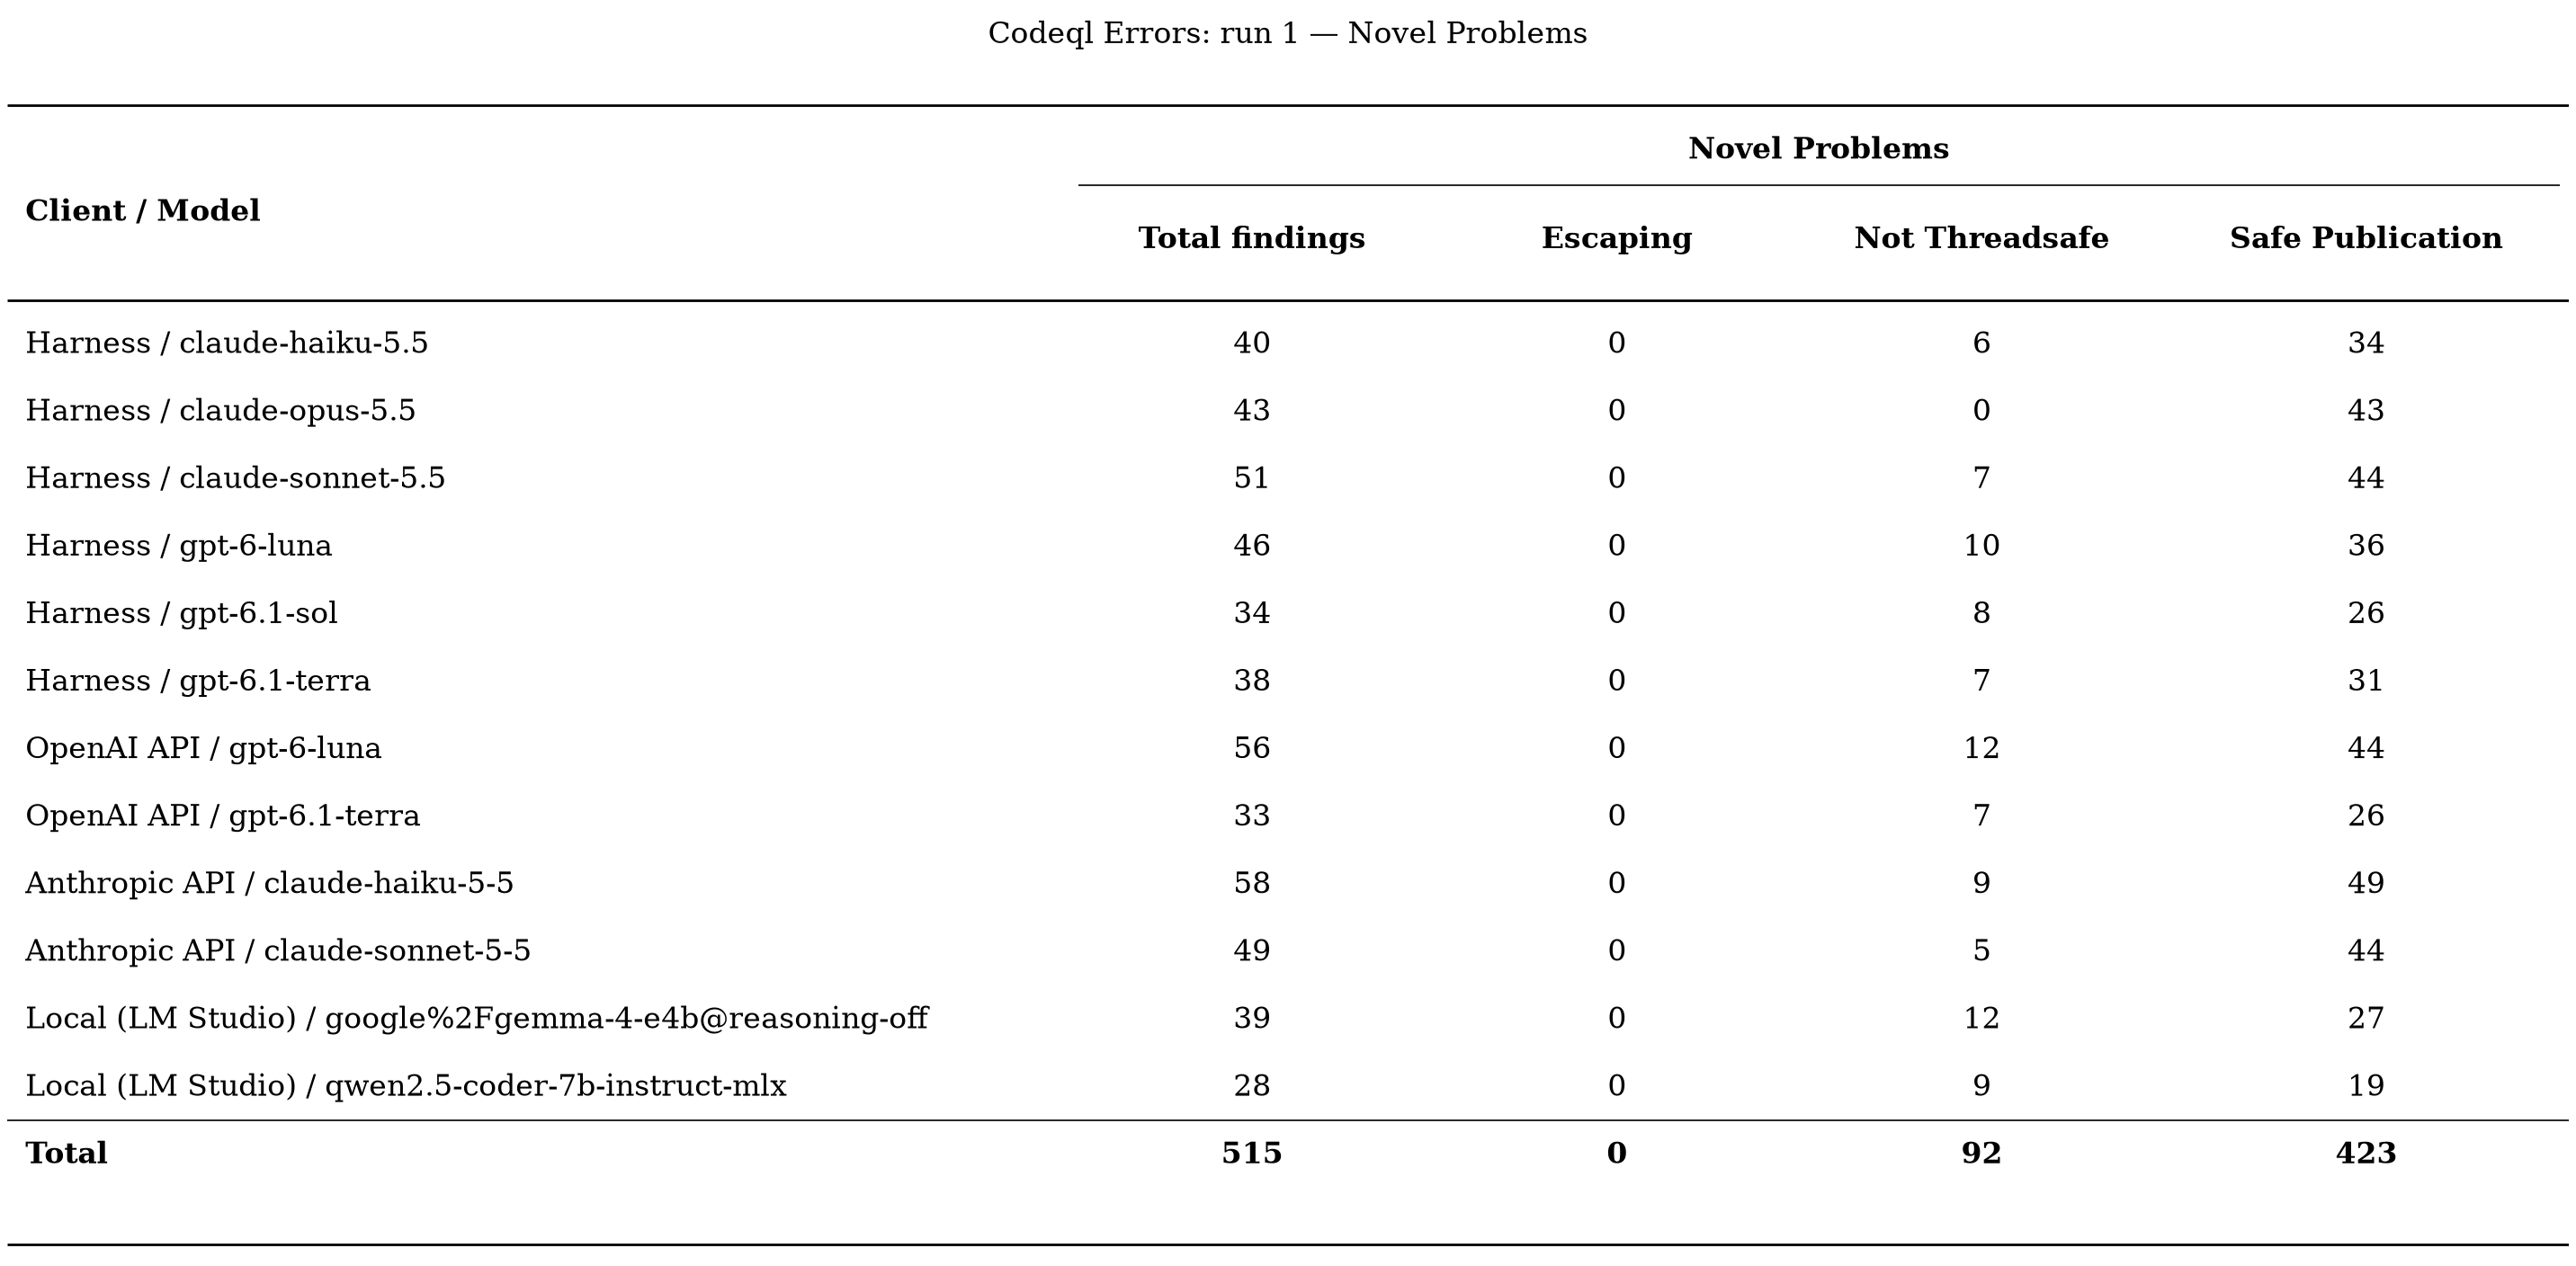 Codeql Errors: run 1 — Novel Problems
Novel Problems
Client / Model
Total findings Escaping Not Threadsafe Safe Publication
Harness / claude-haiku-5.5 40 0 6 34
Harness / claude-opus-5.5 43 0 0 43
Harness / claude-sonnet-5.5 51 0 7 44
Harness / gpt-6-luna 46 0 10 36
Harness / gpt-6.1-sol 34 0 8 26
Harness / gpt-6.1-terra 38 0 7 31
OpenAI API / gpt-6-luna 56 0 12 44
OpenAI API / gpt-6.1-terra 33 0 7 26
Anthropic API / claude-haiku-5-5 58 0 9 49
Anthropic API / claude-sonnet-5-5 49 0 5 44
Local (LM Studio) / google%2Fgemma-4-e4b@reasoning-off 39 0 12 27
Local (LM Studio) / qwen2.5-coder-7b-instruct-mlx 28 0 9 19
Total 515 0 92 423